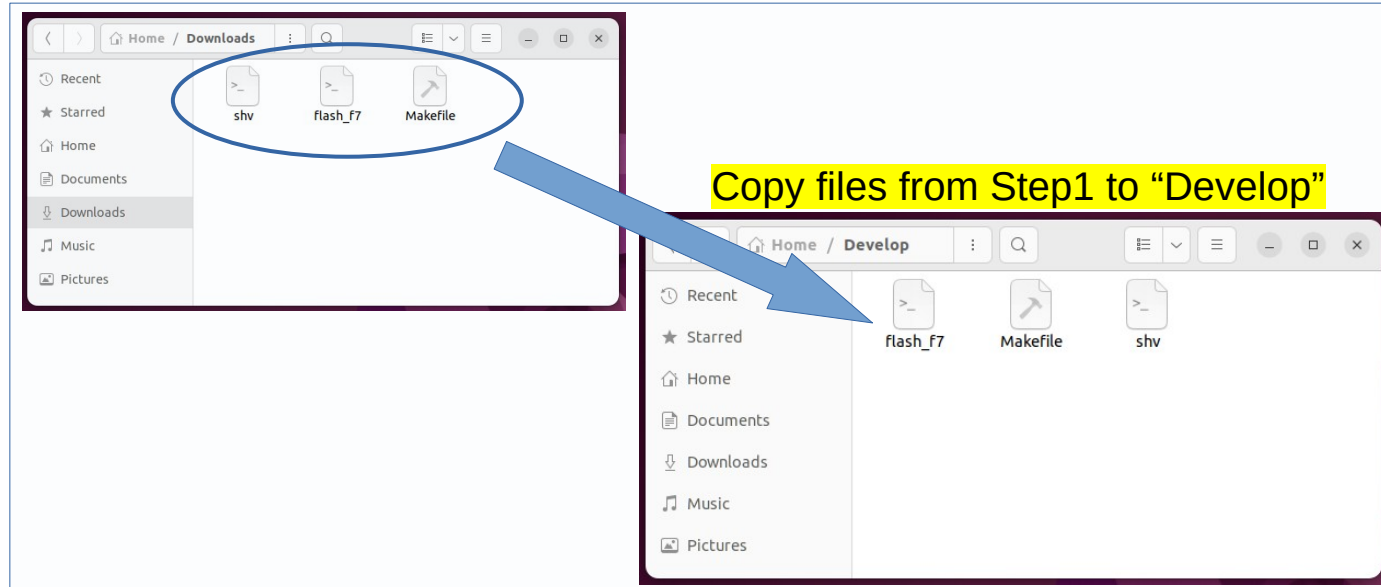 Home / Downloads
Recent
Starred
Home
Documents
Downloads
Music
Pictures
shv flash_f7 Makefile
Copy files from Step1 to “Develop”
Home / Develop
Recent
Starred
Home
Documents
Downloads
Music
Pictures
flash_f7 Makefile shv